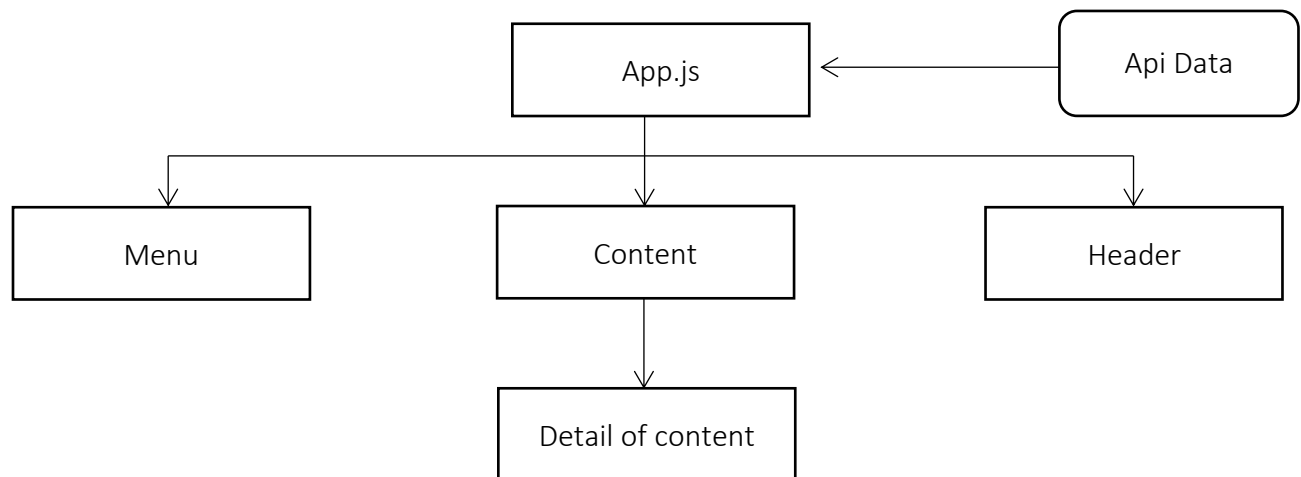 App.js
Api Data
Menu
Content
Header
Detail of content